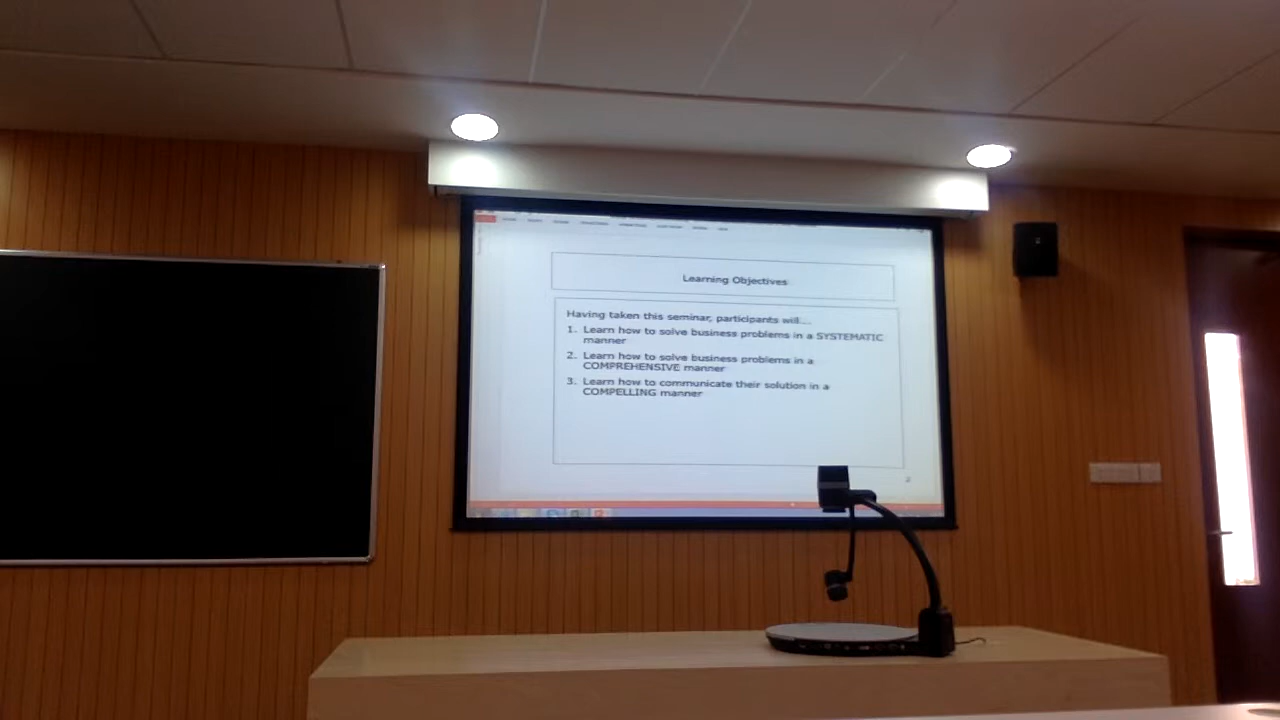 Learning Objectives
Having taken this seminar, participants will...
1. Learn how to solve business problems in a SYSTEMATIC
manner
2. Learn how to solve business problems in a
COMPREHENSIVE manner
3. Learn how to communicate their solution in a
COMPELLING manner
2